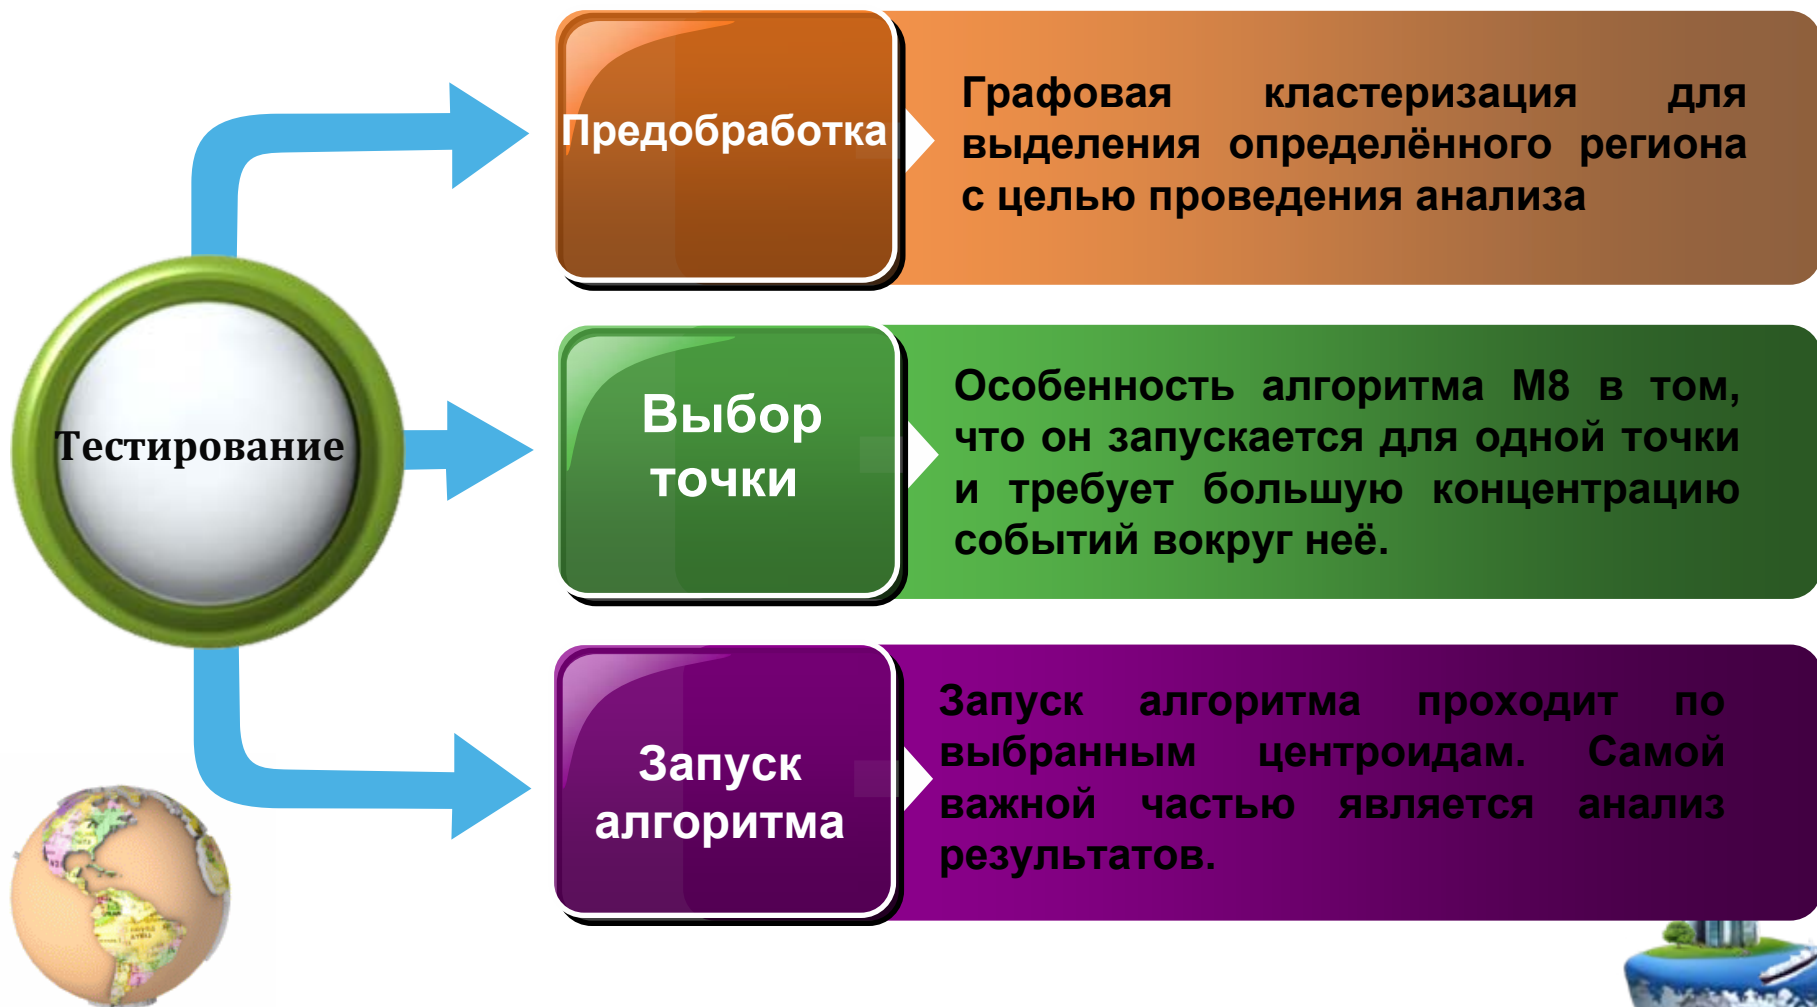 Тестирование
Предобработка
Графовая кластеризация для
выделения определённого региона
с целью проведения анализа
Выбор
точки
Особенность алгоритма М8 в том,
что он запускается для одной точки
и требует большую концентрацию
событий вокруг неё.
Запуск
алгоритма
Запуск алгоритма проходит по
выбранным центроидам. Самой
важной частью является анализ
результатов.